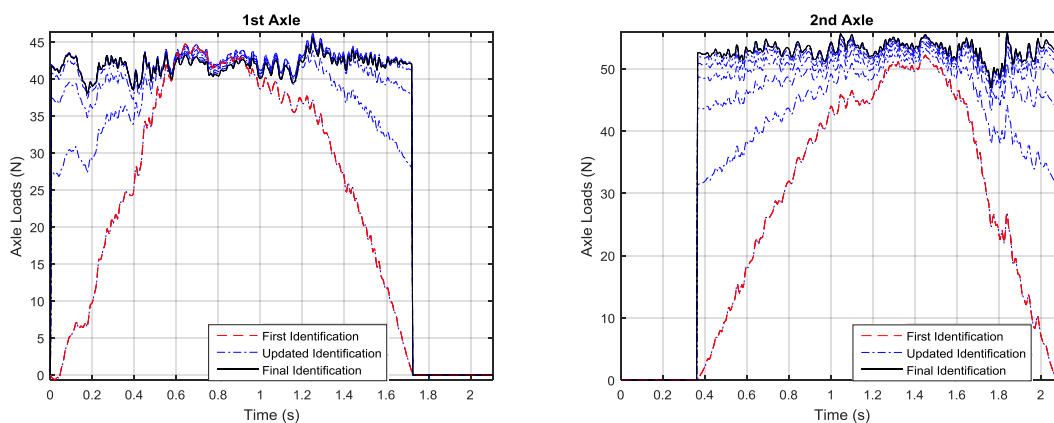 1st Axle
Axle Loads (N)
45
40
35
30
25
20
15
10
5
0
0 0.2 0.4 0.6 0.8 1 1.2 1.4 1.6 1.8 2
Time (s)
First Identification
Updated Identification
Final Identification
2nd Axle
Axle Loads (N)
50
40
30
20
10
0
0 0.2 0.4 0.6 0.8 1 1.2 1.4 1.6 1.8 2
Time (s)
First Identification
Updated Identification
Final Identification